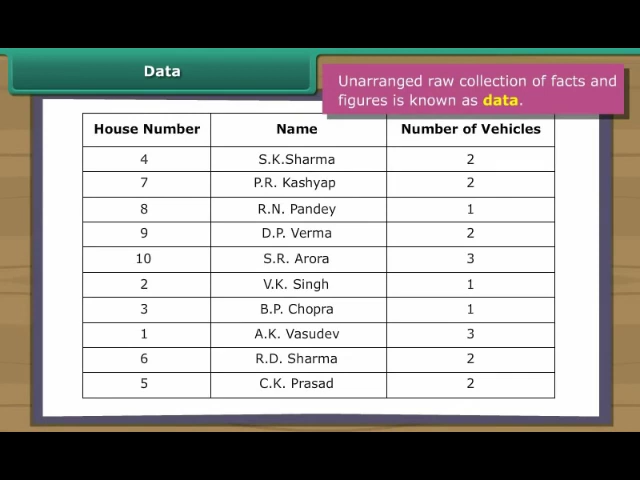 Data
Unarranged raw collection of facts and
figures is known as data.
House Number Name Number of Vehicles
4 S.K.Sharma 2
7 P.R. Kashyap 2
8 R.N. Pandey 1
9 D.P. Verma 2
10 S.R. Arora 3
2 V.K. Singh 1
3 B.P. Chopra 1
1 A.K. Vasudev 3
6 R.D. Sharma 2
5 C.K. Prasad 2